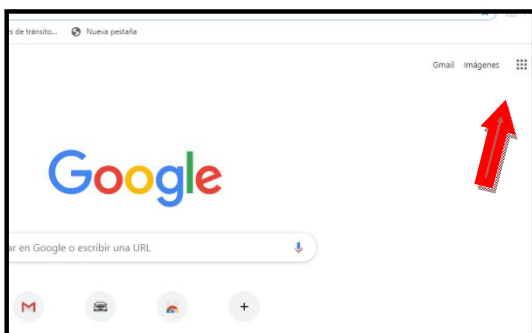 de tránsito... Nueva pestaña
Gmail Imágenes
Google
ar en Google o escribir una URL
M